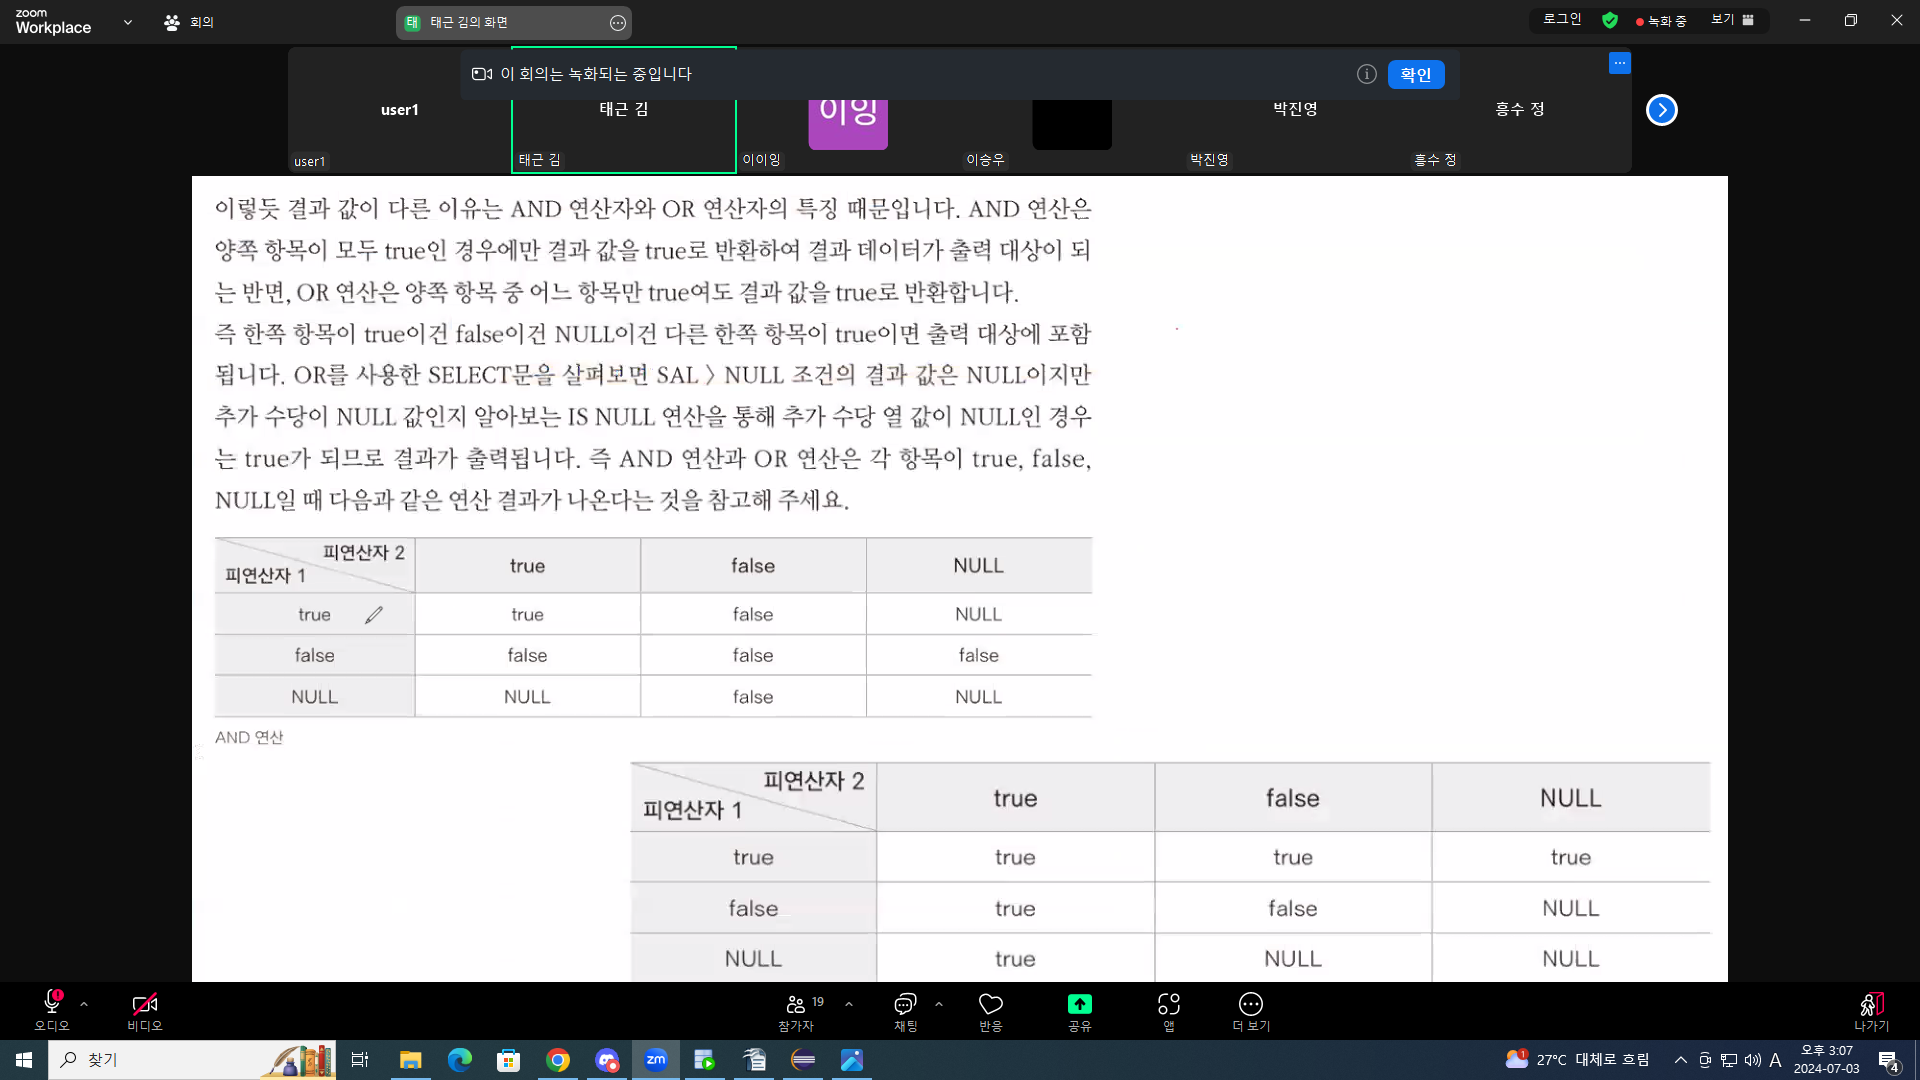 zoom
Workplace
회의
태 태근 김의 화면
로그인
녹화 중
보기
이 회의는 녹화되는 중입니다
확인
user1
태근 김
이잉
박진영
흥수 정
user1
태근 김
이이잉
이승우
박진영
흥수 정
이렇듯 결과 값이 다른 이유는 AND 연산자와 OR 연산자의 특징 때문입니다. AND 연산은
양쪽 항목이 모두 true인 경우에만 결과 값을 true로 반환하여 결과 데이터가 출력 대상이 되
는 반면, OR 연산은 양쪽 항목 중 어느 항목만 true여도 결과 값을 true로 반환합니다.
즉 한쪽 항목이 true이건 false이건 NULL이건 다른 한쪽 항목이 true이면 출력 대상에 포함
됩니다. OR를 사용한 SELECT문을 살펴보면 SAL > NULL 조건의 결과 값은 NULL이지만
추가 수당이 NULL 값인지 알아보는 IS NULL 연산을 통해 추가 수당 열 값이 NULL인 경우
는 true가 되므로 결과가 출력됩니다. 즉 AND 연산과 OR 연산은 각 항목이 true, false,
NULL일 때 다음과 같은 연산 결과가 나온다는 것을 참고해 주세요.
피연산자 2
피연산자 1
true false NULL
true true false NULL
false false false false
NULL NULL false NULL
AND 연산
피연산자 2
피연산자 1
true false NULL
true true true true
false true false NULL
NULL true NULL NULL
오디오
비디오
19
참가자
채팅
반응
공유
앱
더 보기
나가기
찾기
zm
1
27°C 대체로 흐림
A
오후 3:07
2024-07-03
4